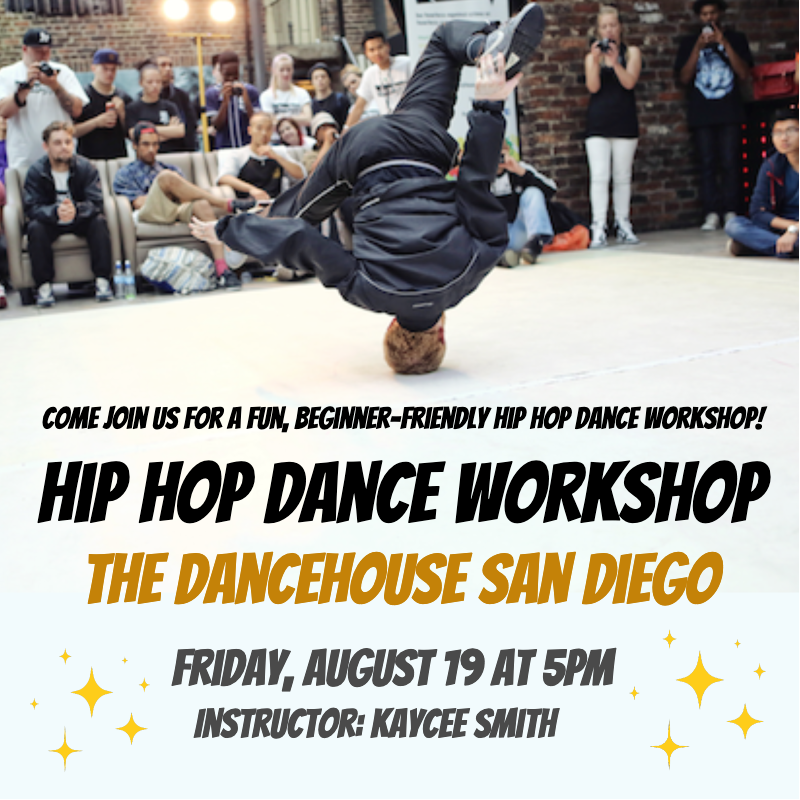 COME JOIN US FOR A FUN, BEGINNER-FRIENDLY HIP HOP DANCE WORKSHOP!
HIP HOP DANCE WORKSHOP
THE DANCEHOUSE SAN DIEGO
FRIDAY, AUGUST 19 AT 5PM
INSTRUCTOR: KAYCEE SMITH